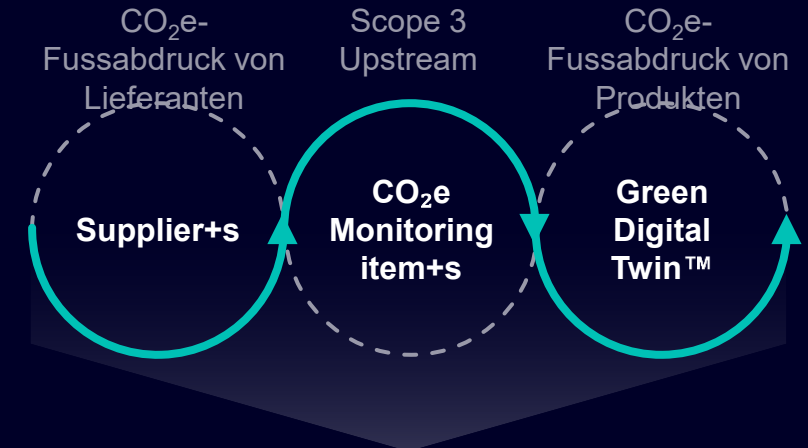 CO₂e-
Fussabdruck von
Lieferanten
Scope 3
Upstream
CO₂e-
Fussabdruck von
Produkten
Supplier+s
CO₂e
Monitoring
item+s
Green
Digital
Twin™